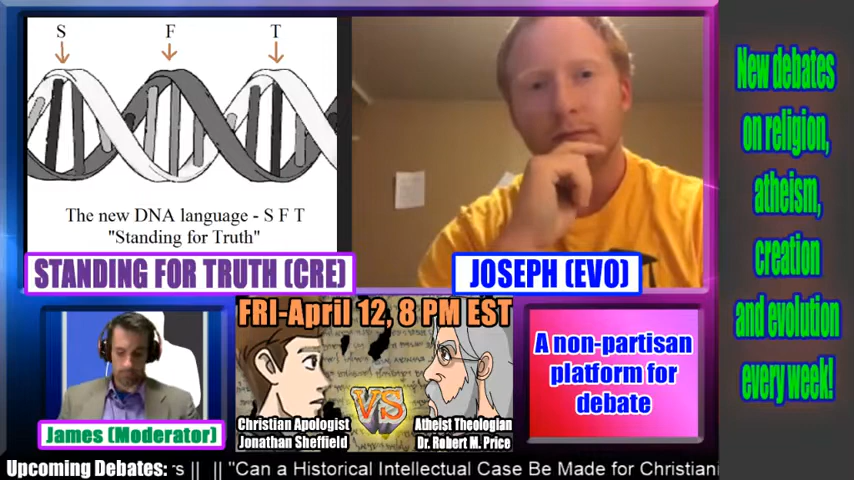 S F T
The new DNA language - S F T
"Standing for Truth"
STANDING FOR TRUTH (CRE)
JOSEPH (EVO)
New debates
on religion,
atheism,
creation
and evolution
every week!
James (Moderator)
FRI-April 12, 8 PM EST
VS
Christian Apologist
Jonathan Sheffield
Atheist Theologian
Dr. Robert M. Price
A non-partisan
platform for
debate
Upcoming Debates: s || || "Can a Historical Intellectual Case Be Made for Christiani